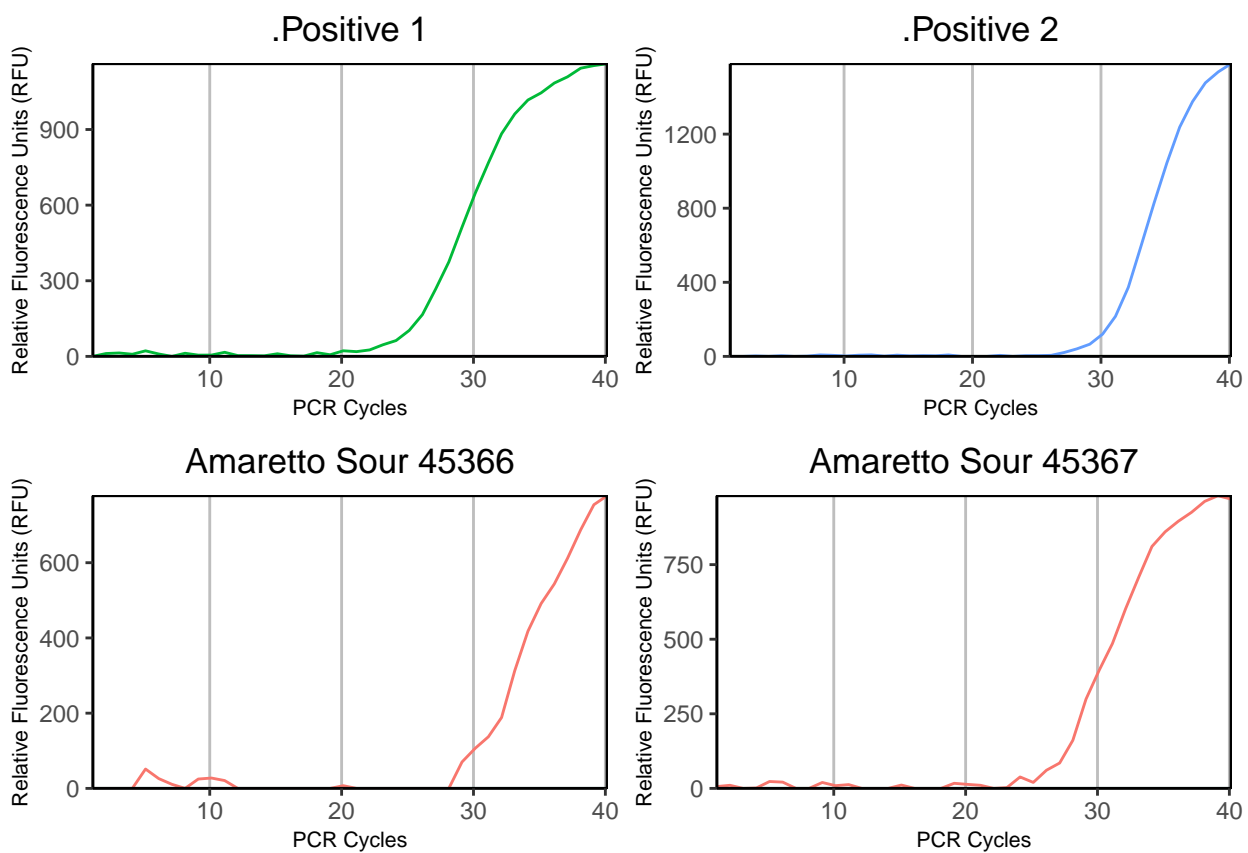 .Positive 1
Relative Fluorescence Units (RFU)
900
600
300
0
10 20 30 40
PCR Cycles
.Positive 2
Relative Fluorescence Units (RFU)
1200
800
400
0
10 20 30 40
PCR Cycles
Amaretto Sour 45366
Relative Fluorescence Units (RFU)
600
400
200
0
10 20 30 40
PCR Cycles
Amaretto Sour 45367
Relative Fluorescence Units (RFU)
750
500
250
0
10 20 30 40
PCR Cycles